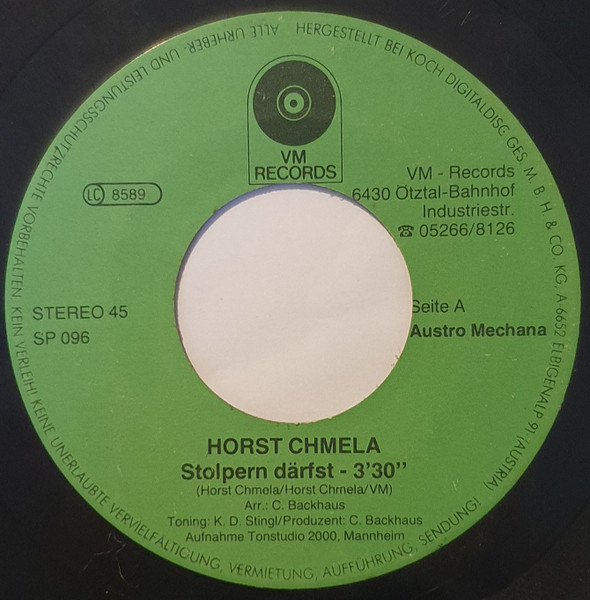 VM
RECORDS
LC 8589
VM - Records
6430 Ötztal-Bahnhof
Industriestr.
☎ 05266/8126
STEREO 45
SP 096
Seite A
Austro Mechana
HORST CHMELA
Stolpern därfst - 3'30''
(Horst Chmela/Horst Chmela/VM)
Arr.: C. Backhaus
Toning: K. D. Stingl/Produzent: C. Backhaus
Aufnahme Tonstudio 2000, Mannheim
HERGESTELLT BEI KOCH DIGITALDISC GES. M. B. H. & CO. KG, A-6652 ELBIGENALP 91 (AUSTRIA)
ALLE URHEBER- UND LEISTUNGSSCHUTZRECHTE VORBEHALTEN. KEIN VERLEIH! KEINE UNERLAUBTE VERVIELFÄLTIGUNG, VERMIETUNG, AUFFÜHRUNG, SENDUNG!